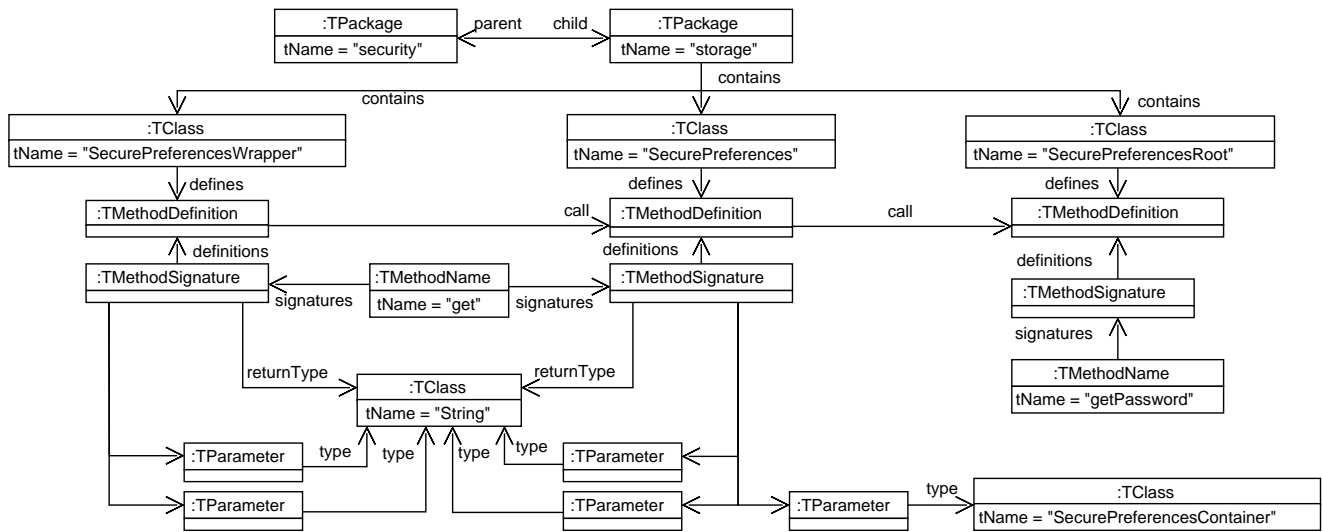 :TPackage
parent
child
:TPackage
tName = "security"
tName = "storage"
contains
contains
contains
:TClass
:TClass
:TClass
tName = "SecurePreferencesWrapper"
tName = "SecurePreferences"
tName = "SecurePreferencesRoot"
defines
defines
defines
:TMethodDefinition
call
:TMethodDefinition
call
:TMethodDefinition
definitions
definitions
definitions
:TMethodSignature
:TMethodName
:TMethodSignature
:TMethodSignature
signatures
tName = "get"
signatures
signatures
returnType
returnType
:TClass
:TMethodName
tName = "String"
tName = "getPassword"
:TParameter
type
type
type
type
:TParameter
:TParameter
:TParameter
:TParameter
type
:TClass
tName = "SecurePreferencesContainer"